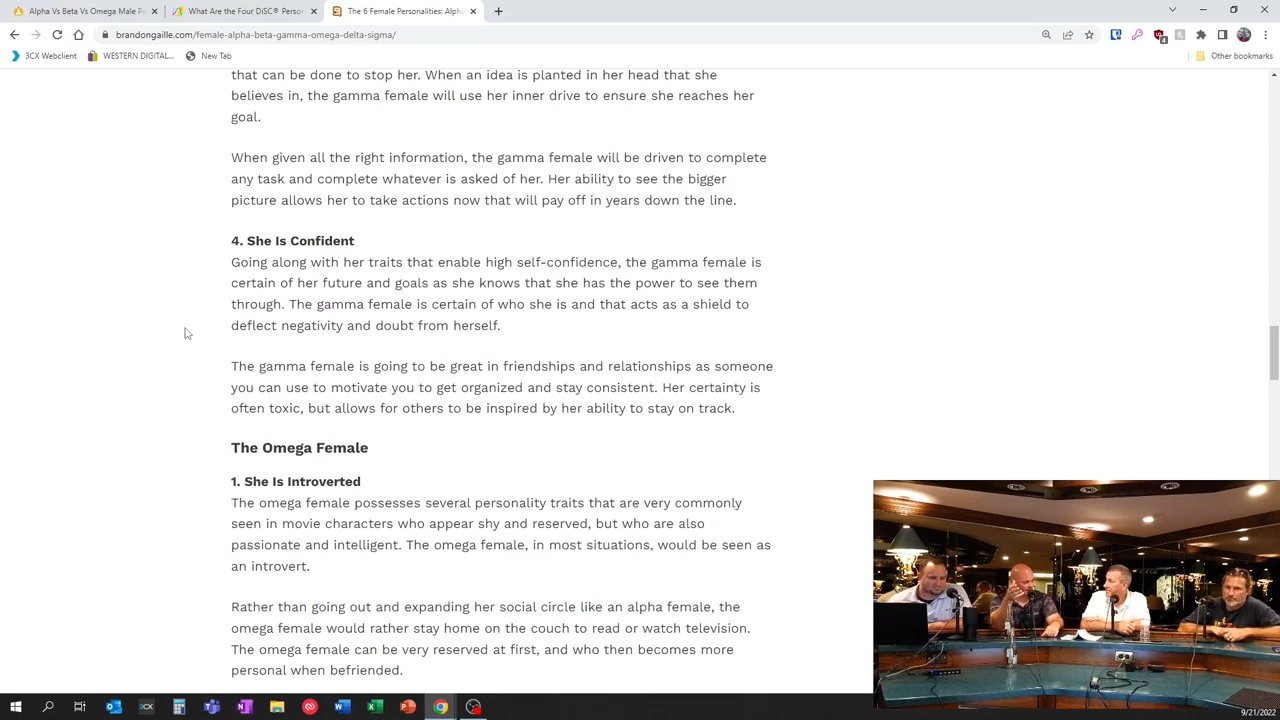 Alpha Vs Beta Vs Omega Male Pe
What Are the Four DiSC® Person
The 6 Female Personalities: Alph
brandongaille.com/female-alpha-beta-gamma-omega-delta-sigma/
3CX Webclient
WESTERN DIGITAL...
New Tab
Other bookmarks
that can be done to stop her. When an idea is planted in her head that she
believes in, the gamma female will use her inner drive to ensure she reaches her
goal.
When given all the right information, the gamma female will be driven to complete
any task and complete whatever is asked of her. Her ability to see the bigger
picture allows her to take actions now that will pay off in years down the line.
4. She Is Confident
Going along with her traits that enable high self-confidence, the gamma female is
certain of her future and goals as she knows that she has the power to see them
through. The gamma female is certain of who she is and that acts as a shield to
deflect negativity and doubt from herself.
The gamma female is going to be great in friendships and relationships as someone
you can use to motivate you to get organized and stay consistent. Her certainty is
often toxic, but allows for others to be inspired by her ability to stay on track.
The Omega Female
1. She Is Introverted
The omega female possesses several personality traits that are very commonly
seen in movie characters who appear shy and reserved, but who are also
passionate and intelligent. The omega female, in most situations, would be seen as
an introvert.
Rather than going out and expanding her social circle like an alpha female, the
omega female would rather stay home on the couch to read or watch television.
The omega female can be very reserved at first, and who then becomes more
personal when befriended.
9/21/2022